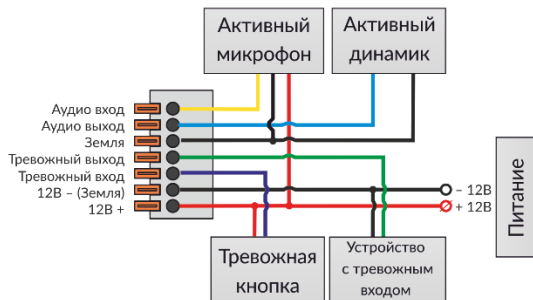 Активный
микрофон
Активный
динамик
Аудио вход
Аудио выход
Земля
Тревожный выход
Тревожный вход
12В – (Земля)
12В +
– 12В
+ 12В
Питание
Тревожная
кнопка
Устройство
с тревожным
входом